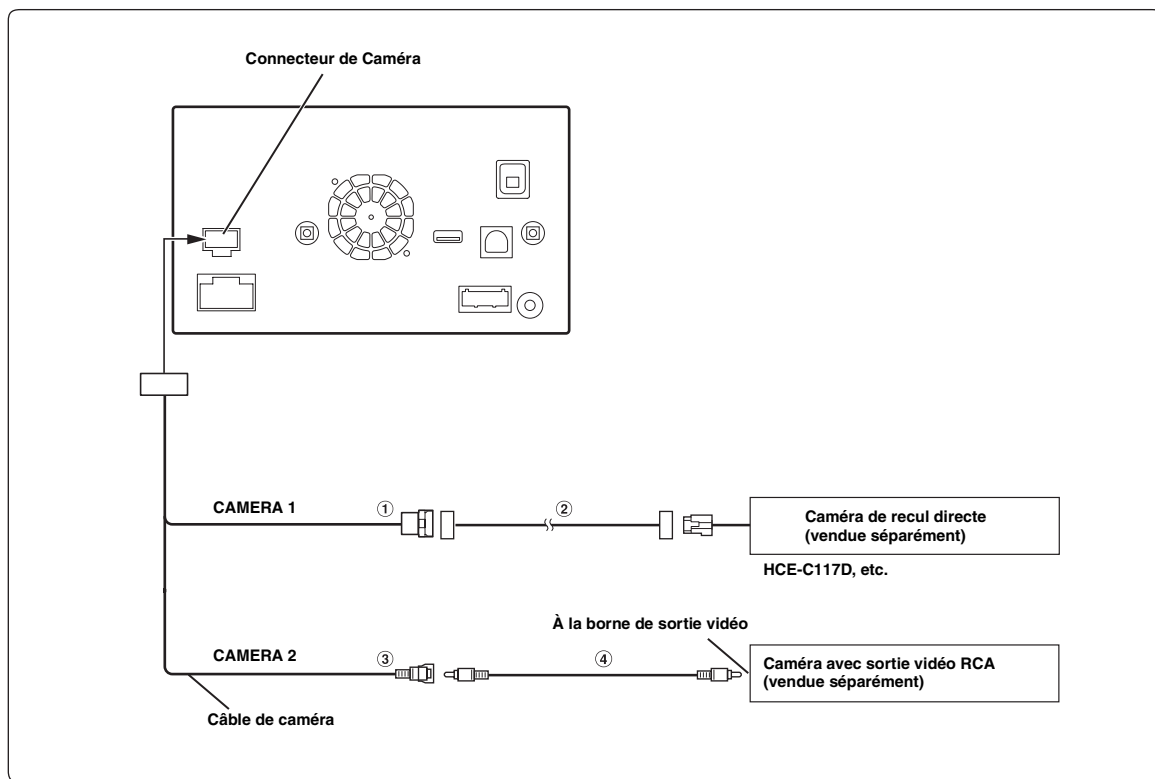 Connecteur de Caméra
CAMERA 1
①
②
Caméra de recul directe
(vendue séparément)
HCE-C117D, etc.
À la borne de sortie vidéo
CAMERA 2
③
④
Caméra avec sortie vidéo RCA
(vendue séparément)
Câble de caméra